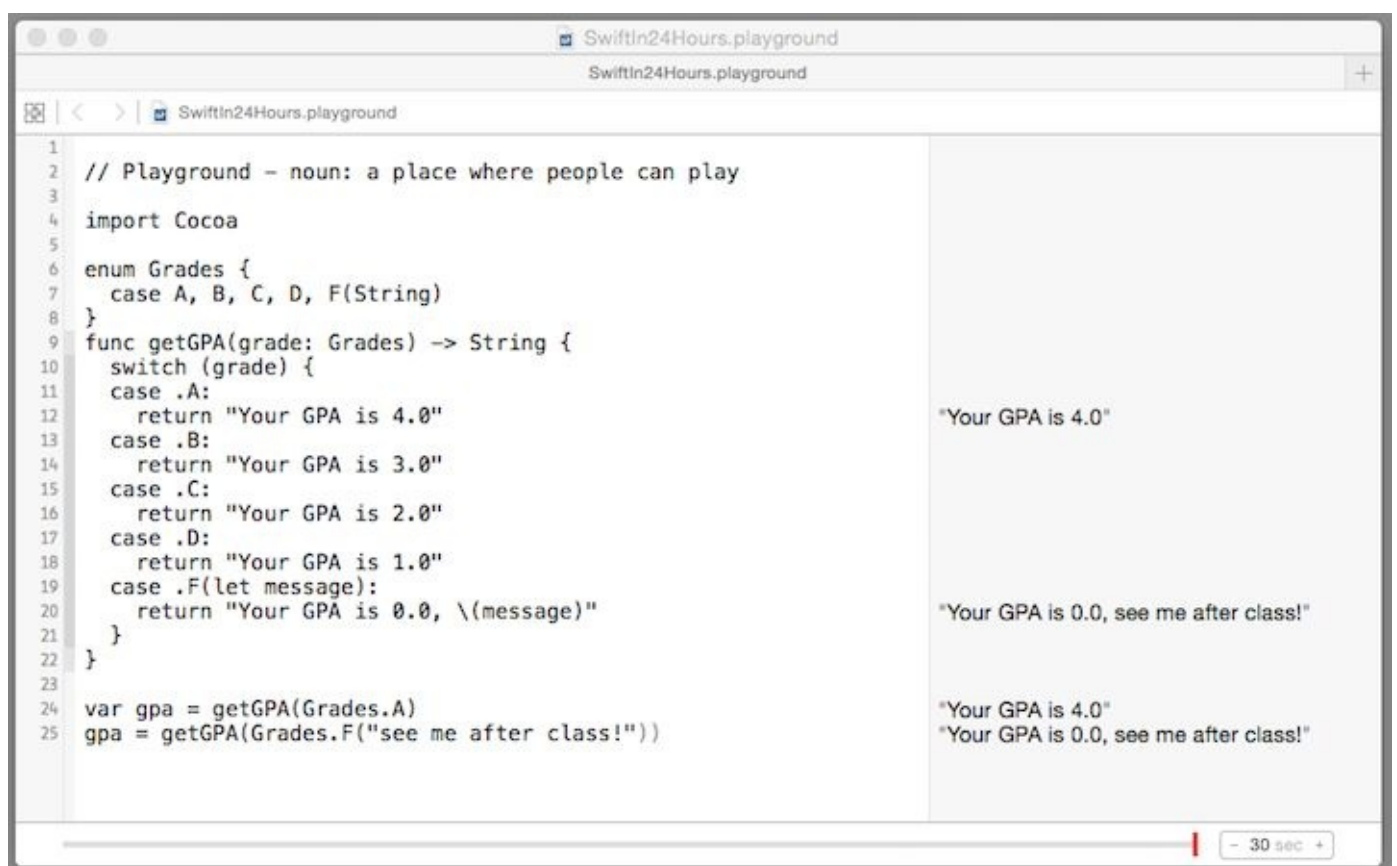 SwiftIn24Hours.playground
SwiftIn24Hours.playground
SwiftIn24Hours.playground
1
2 // Playground – noun: a place where people can play
3
4 import Cocoa
5
6 enum Grades {
7   case A, B, C, D, F(String)
8 }
9 func getGPA(grade: Grades) -> String {
10   switch (grade) {
11   case .A:
12     return "Your GPA is 4.0" "Your GPA is 4.0"
13   case .B:
14     return "Your GPA is 3.0"
15   case .C:
16     return "Your GPA is 2.0"
17   case .D:
18     return "Your GPA is 1.0"
19   case .F(let message):
20     return "Your GPA is 0.0, \(message)" "Your GPA is 0.0, see me after class!"
21   }
22 }
23
24 var gpa = getGPA(Grades.A) "Your GPA is 4.0"
25 gpa = getGPA(Grades.F("see me after class!")) "Your GPA is 0.0, see me after class!"
- 30 sec +